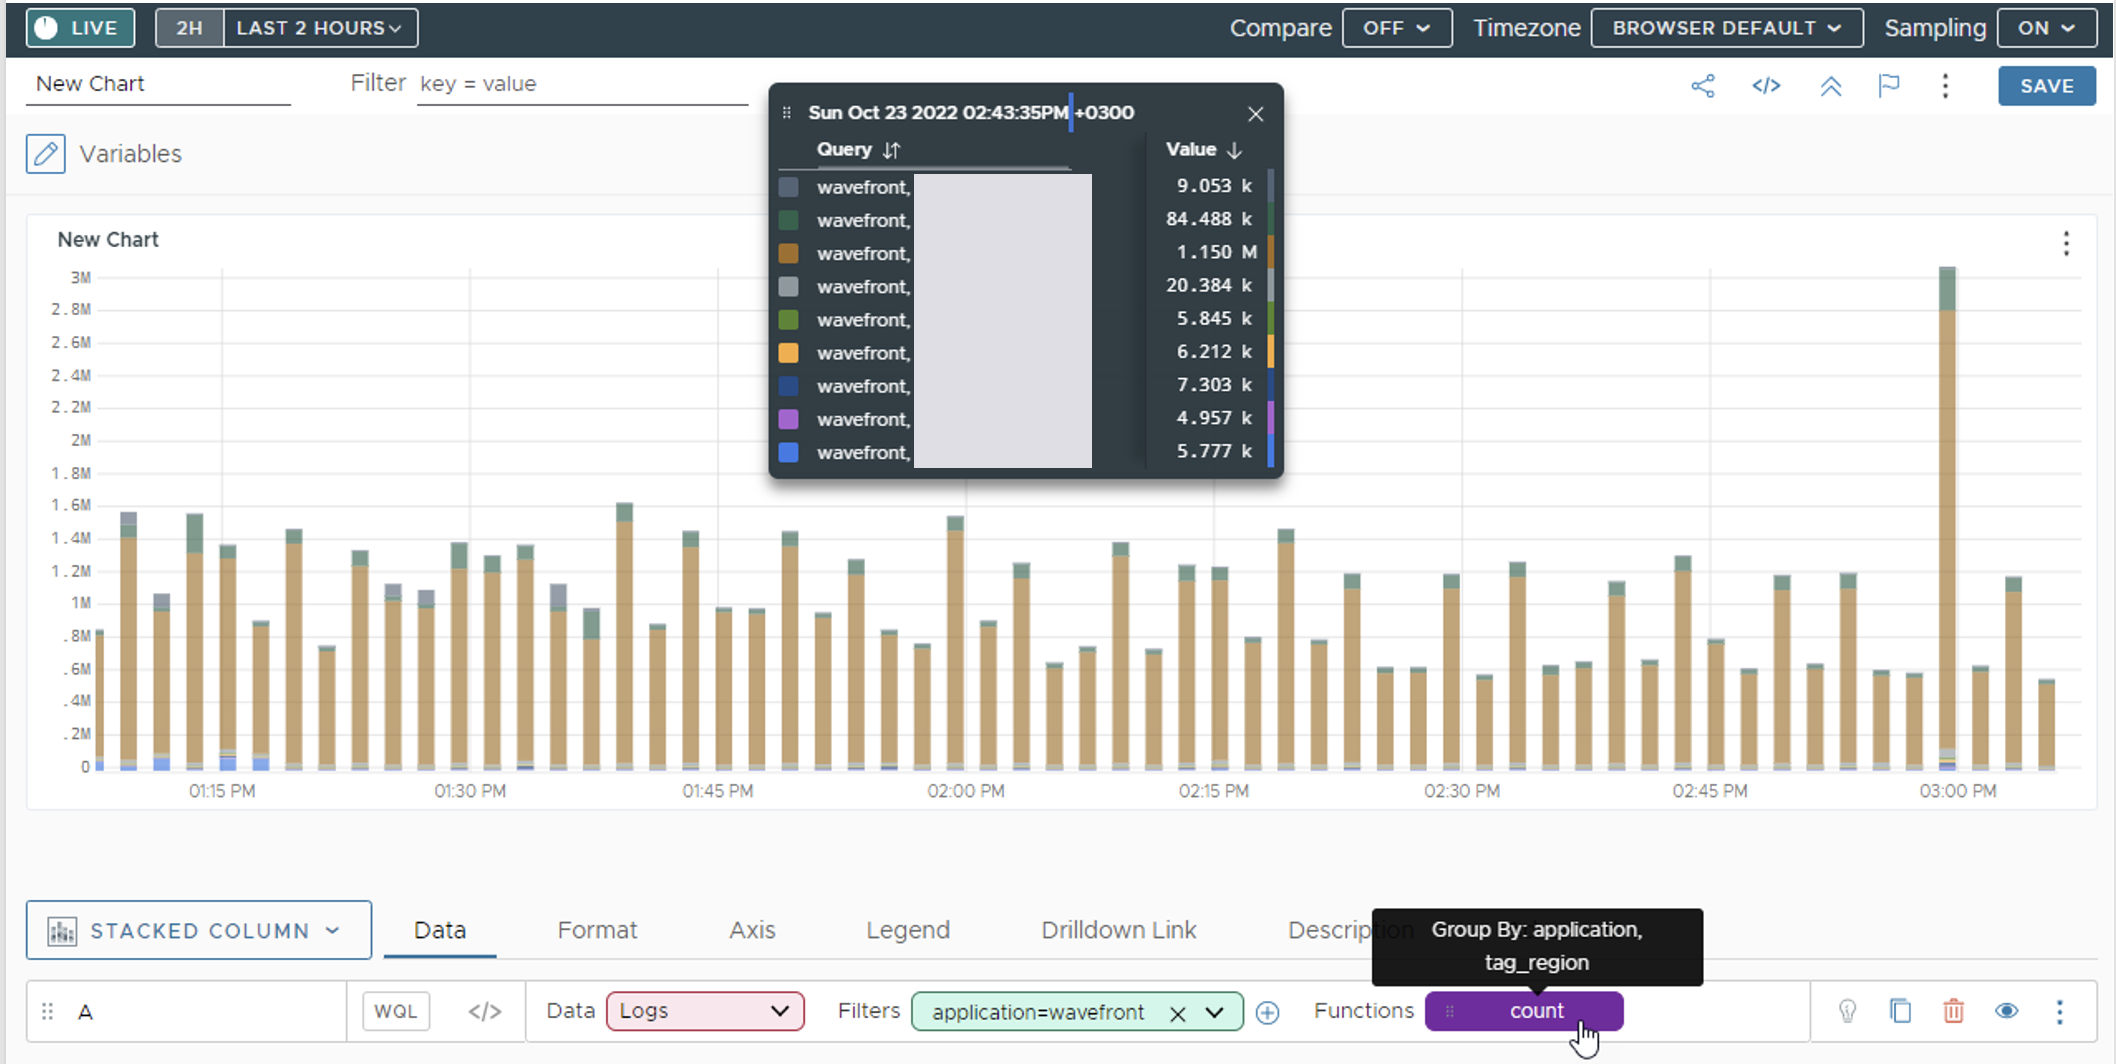 LIVE 2H LAST 2 HOURS Compare OFF Timezone BROWSER DEFAULT Sampling ON
New Chart Filter key = value </> SAVE
Variables
Sun Oct 23 2022 02:43:35PM +0300
Query Value
wavefront, 9.053 k
wavefront, 84.488 k
wavefront, 1.150 M
wavefront, 20.384 k
wavefront, 5.845 k
wavefront, 6.212 k
wavefront, 7.303 k
wavefront, 4.957 k
wavefront, 5.777 k
New Chart
3M
2.8M
2.6M
2.4M
2.2M
2M
1.8M
1.6M
1.4M
1.2M
1M
.8M
.6M
.4M
.2M
0
01:15 PM 01:30 PM 01:45 PM 02:00 PM 02:15 PM 02:30 PM 02:45 PM 03:00 PM
STACKED COLUMN Data Format Axis Legend Drilldown Link Description
Group By: application,
tag_region
A WQL </> Data Logs Filters application=wavefront Functions count